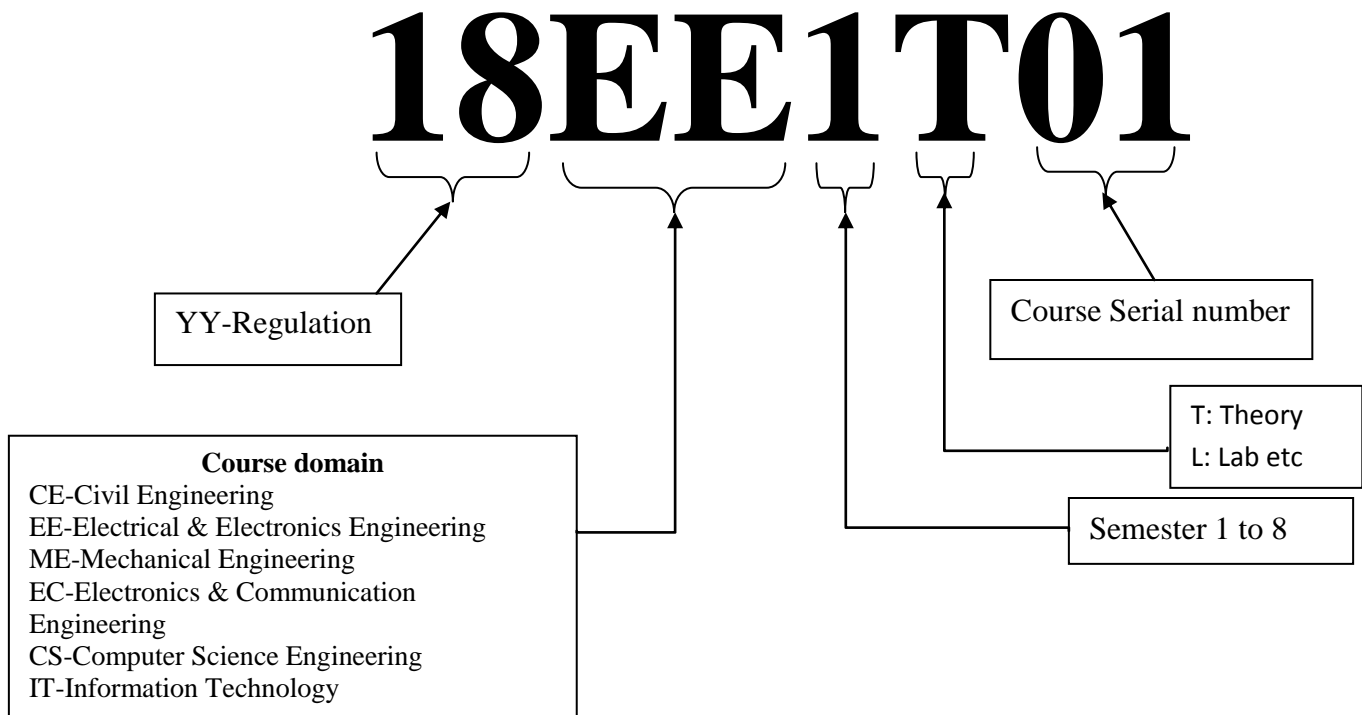 18EE1T01
YY-Regulation
Course Serial number
T: Theory
L: Lab etc
Course domain
CE-Civil Engineering
EE-Electrical & Electronics Engineering
ME-Mechanical Engineering
EC-Electronics & Communication
Engineering
CS-Computer Science Engineering
IT-Information Technology
Semester 1 to 8